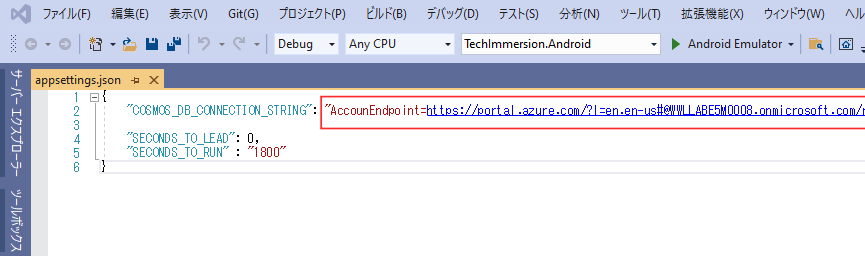 ファイル(F) 編集(E) 表示(V) Git(G) プロジェクト(P) ビルド(B) デバッグ(D) テスト(S) 分析(N) ツール(T) 拡張機能(X) ウィンドウ(W) ヘルプ(H)
Debug Any CPU TechImmersion.Android Android Emulator
appsettings.json
サーバー エクスプローラー
ツールボックス
1 {
2 "COSMOS_DB_CONNECTION_STRING": "AccounEndpoint=https://portal.azure.com/?l=en.en-us#@WWLLABE5M0008.onmicrosoft.com/r
3
4 "SECONDS_TO_LEAD": 0,
5 "SECONDS_TO_RUN" : "1800"
6 }